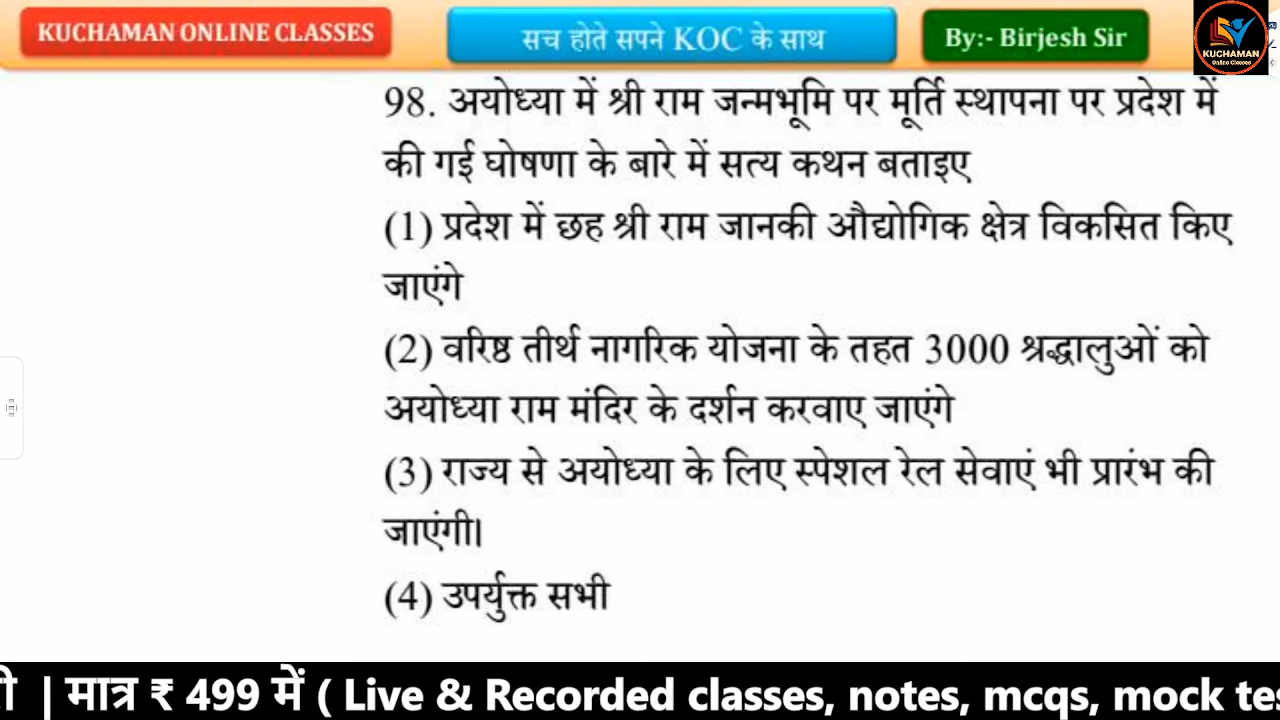 KUCHAMAN ONLINE CLASSES
सच होते सपने KOC के साथ
By:- Birjesh Sir
KUCHAMAN
Online Classes
98. अयोध्या में श्री राम जन्मभूमि पर मूर्ति स्थापना पर प्रदेश में
की गई घोषणा के बारे में सत्य कथन बताइए
(1) प्रदेश में छह श्री राम जानकी औद्योगिक क्षेत्र विकसित किए
जाएंगे
(2) वरिष्ठ तीर्थ नागरिक योजना के तहत 3000 श्रद्धालुओं को
अयोध्या राम मंदिर के दर्शन करवाए जाएंगे
(3) राज्य से अयोध्या के लिए स्पेशल रेल सेवाएं भी प्रारंभ की
जाएंगी।
(4) उपर्युक्त सभी
| मात्र ₹ 499 में ( Live & Recorded classes, notes, mcqs, mock